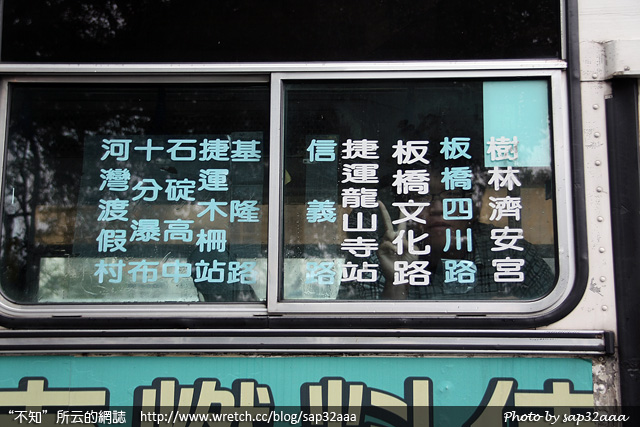 樹林濟安宮
板橋四川路
板橋文化路
捷運龍山寺站
信義路
基隆路
捷運木柵站
石碇高中
十分瀑布
河灣渡假村
燃料
“不知”所云的網誌 http://www.wretch.cc/blog/sap32aaa
Photo by sap32aaa